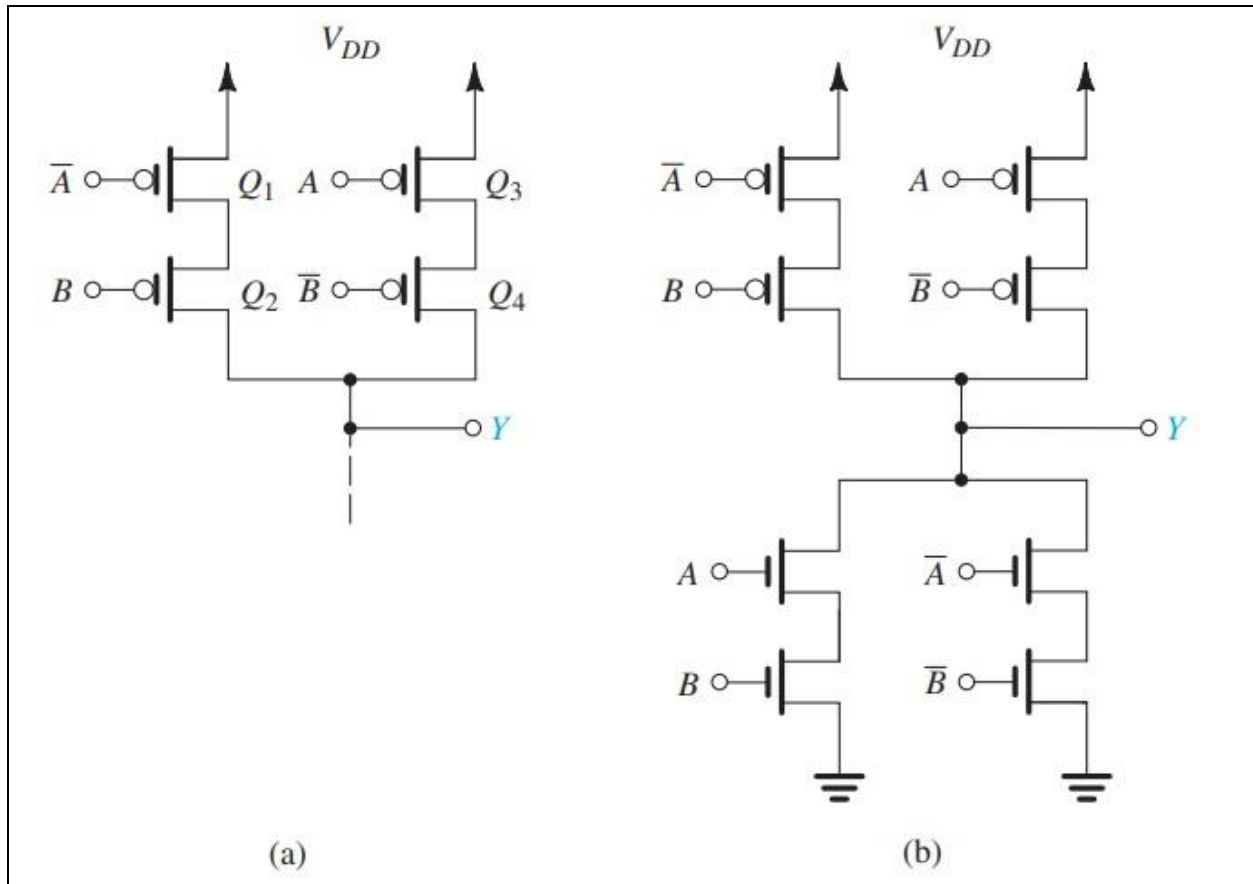 V_DD V_DD
A̅ Q₁ A Q₃ A̅ A
B Q₂ B̅ Q₄ B B̅
Y Y
A A̅
B B̅
(a) (b)